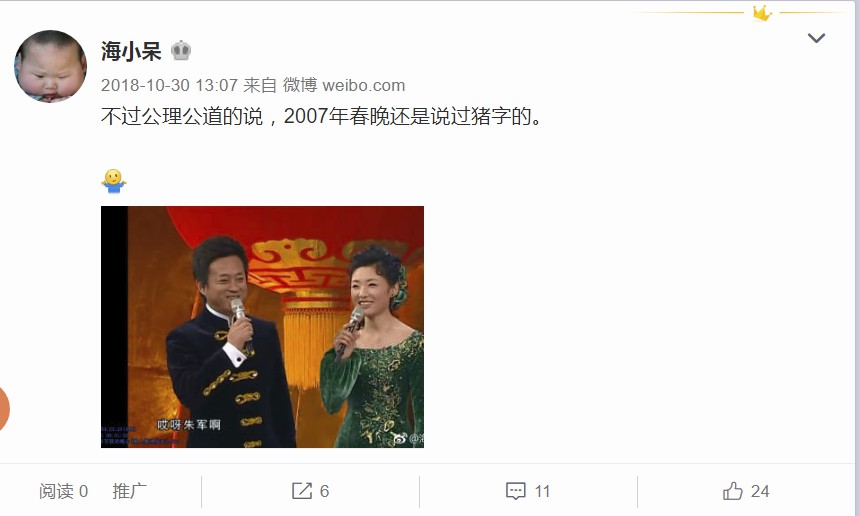 海小呆
2018-10-30 13:07 来自 微博 weibo.com
不过公理公道的说，2007年春晚还是说过猪字的。
哎呀朱军啊
阅读 0 推广 6 11 24